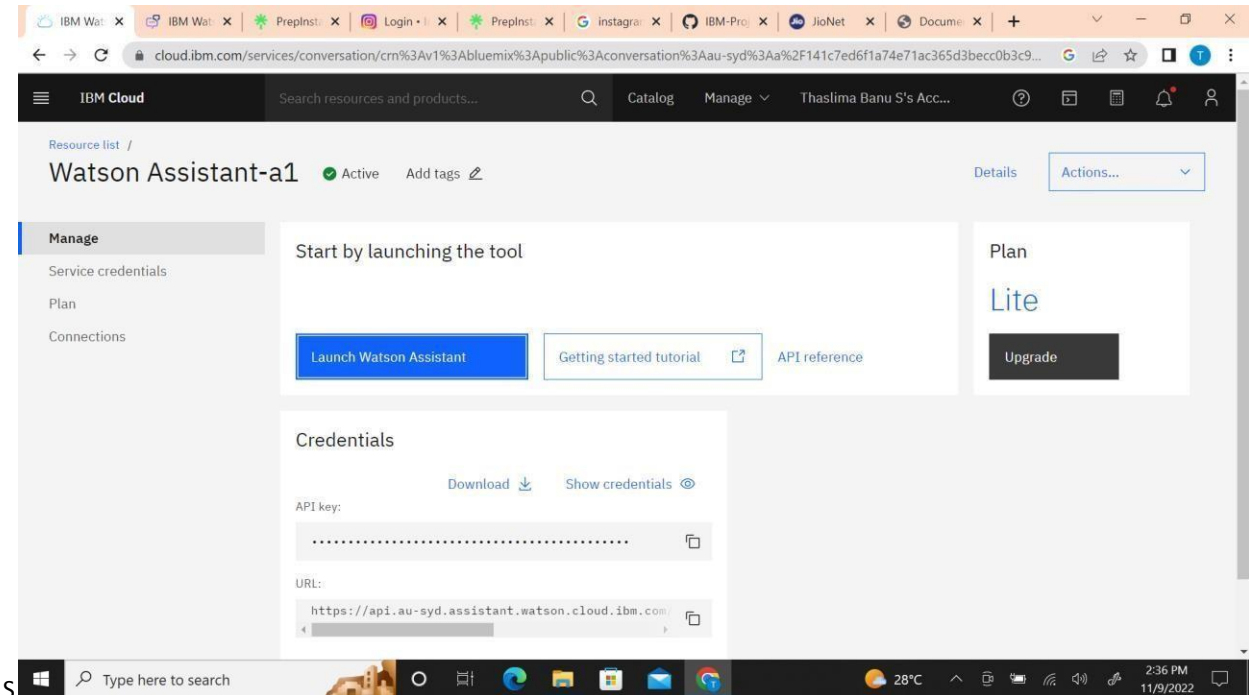 IBM Wat
IBM Wat
PrepInst
Login • I
PrepInst
instagra
IBM-Pro
JioNet
Docume
cloud.ibm.com/services/conversation/crn%3Av1%3Abluemix%3Apublic%3Aconversation%3Aau-syd%3Aa%2F141c7ed6f1a74e71ac365d3becc0b3c9...
T
IBM Cloud
Search resources and products...
Catalog
Manage
Thaslima Banu S's Acc...
Resource list /
Watson Assistant-a1
Active
Add tags
Details
Actions...
Manage
Service credentials
Plan
Connections
Start by launching the tool
Launch Watson Assistant
Getting started tutorial
API reference
Plan
Lite
Upgrade
Credentials
Download
Show credentials
API key:
URL:
https://api.au-syd.assistant.watson.cloud.ibm.com
s
Type here to search
28°C
2:36 PM
11/9/2022